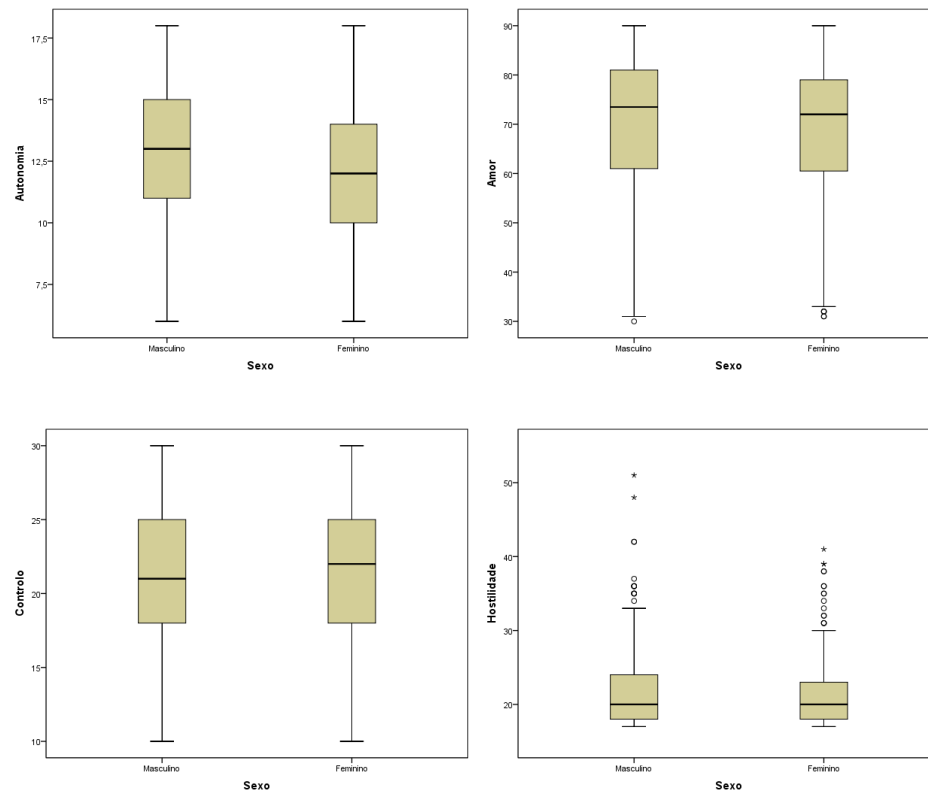 Autonomia
17,5
15
12,5
10
7,5
Masculino
Feminino
Sexo
Amor
90
80
70
60
50
40
30
Masculino
Feminino
Sexo
Controlo
30
25
20
15
10
Masculino
Feminino
Sexo
Hostilidade
50
40
30
20
Masculino
Feminino
Sexo